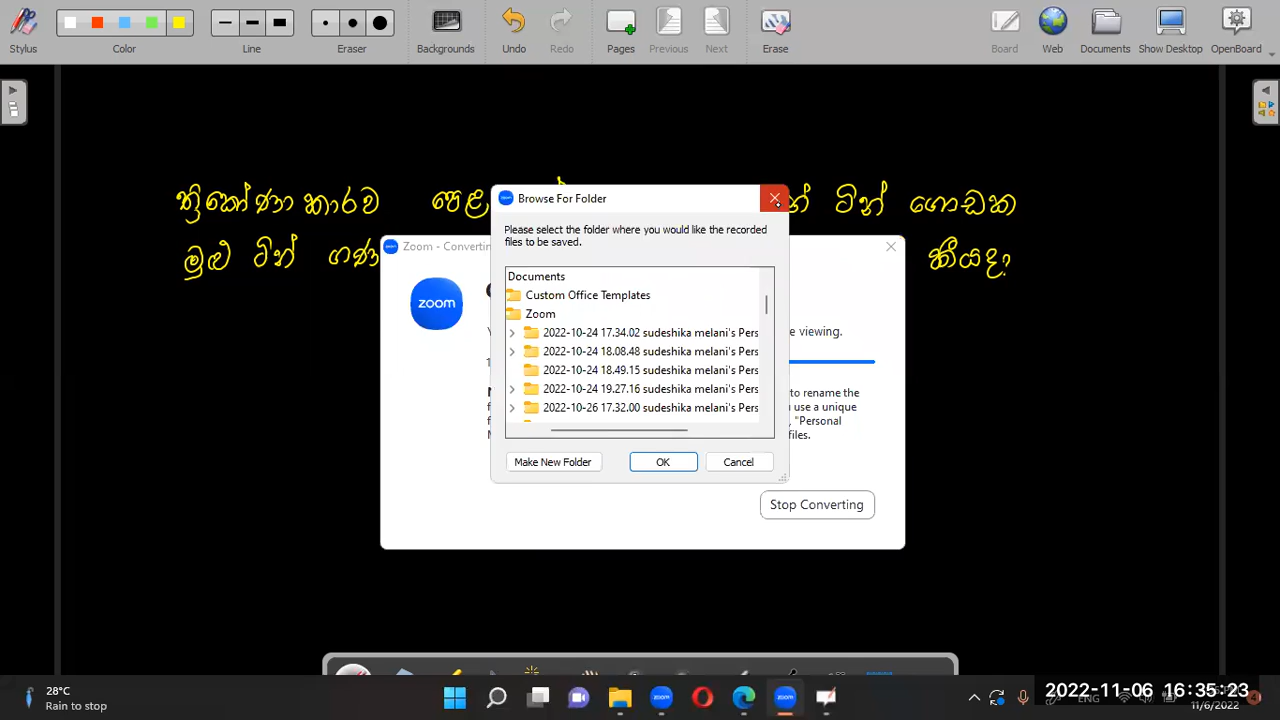 Stylus
Color
Line
Eraser
Backgrounds
Undo
Redo
Pages
Previous
Next
Erase
Board
Web
Documents
Show Desktop
OpenBoard
ත්‍රිකෝණාකාරව පෙළ ටින් ගොඩක
මුළු ටින් ගණ කීයද?
Browse For Folder
Please select the folder where you would like the recorded
files to be saved.
Documents
Custom Office Templates
Zoom
2022-10-24 17.34.02 sudeshika melani's Pers
2022-10-24 18.08.48 sudeshika melani's Pers
2022-10-24 18.49.15 sudeshika melani's Pers
2022-10-24 19.27.16 sudeshika melani's Pers
2022-10-26 17.32.00 sudeshika melani's Pers
Make New Folder
OK
Cancel
Zoom - Convertin
zoom
e viewing.
to rename the
u use a unique
, "Personal
files.
Stop Converting
28°C
Rain to stop
ENG
2022-11-06 16:35:23
11/6/2022